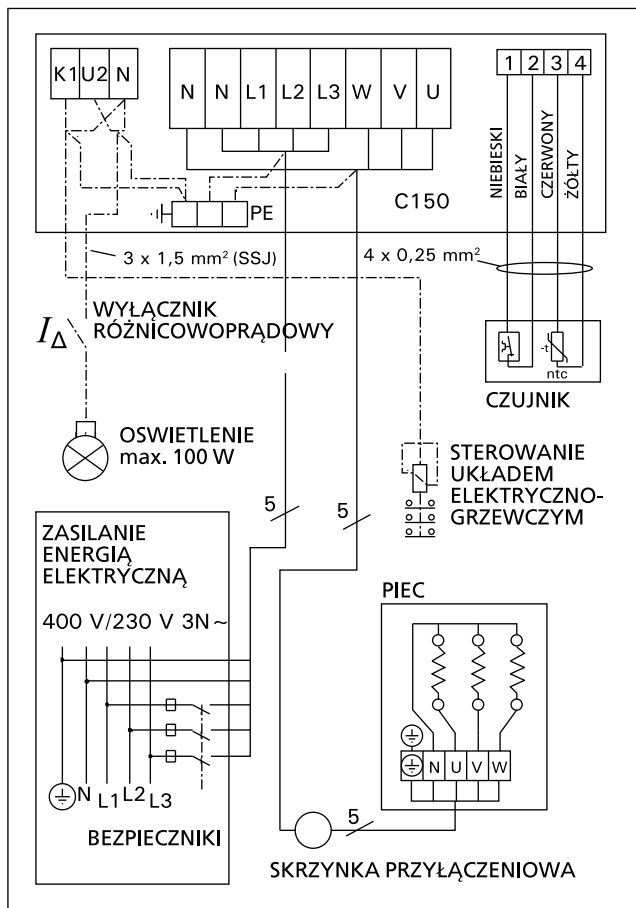 K1 U2 N
N N L1 L2 L3 W V U
1 2 3 4
NIEBIESKI
BIAŁY
CZERWONY
ŻÓŁTY
PE
C150
3 x 1,5 mm² (SSJ)
4 x 0,25 mm²
WYŁĄCZNIK
RÓŻNICOWOPRĄDOWY
I∆
-t
ntc
CZUJNIK
OSWIETLENIE
max. 100 W
STEROWANIE
UKŁADEM
ELEKTRYCZNO-
GRZEWCZYM
5
5
ZASILANIE
ENERGIĄ
ELEKTRYCZNĄ
400 V/230 V 3N~
N L1 L2 L3
BEZPIECZNIKI
PIEC
N U V W
5
SKRZYNKA PRZYŁĄCZENIOWA